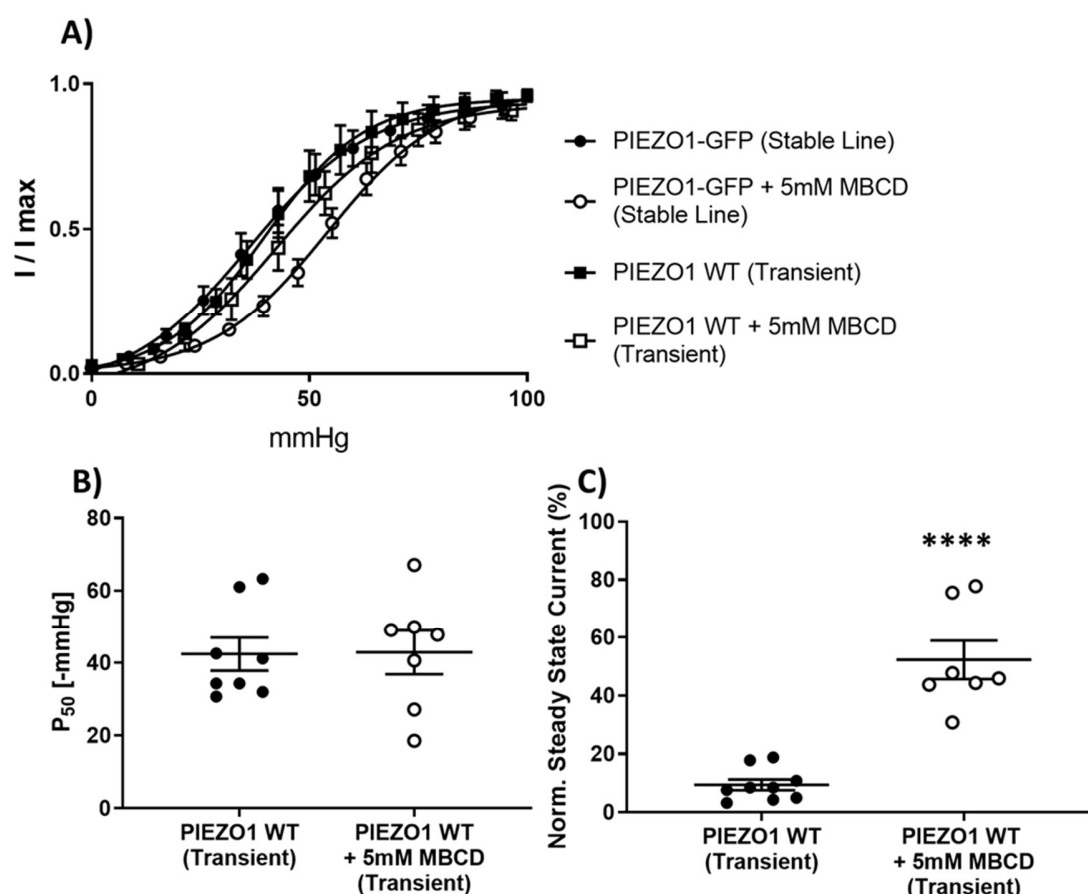 A)
1.0
0.5
0.0
I / I max
0
50
100
mmHg
PIEZO1-GFP (Stable Line)
PIEZO1-GFP + 5mM MBCD
(Stable Line)
PIEZO1 WT (Transient)
PIEZO1 WT + 5mM MBCD
(Transient)
B)
80
60
40
20
0
P50 [-mmHg]
PIEZO1 WT
(Transient)
PIEZO1 WT
+ 5mM MBCD
(Transient)
C)
100
80
60
40
20
0
Norm. Steady State Current (%)
****
PIEZO1 WT
(Transient)
PIEZO1 WT
+ 5mM MBCD
(Transient)